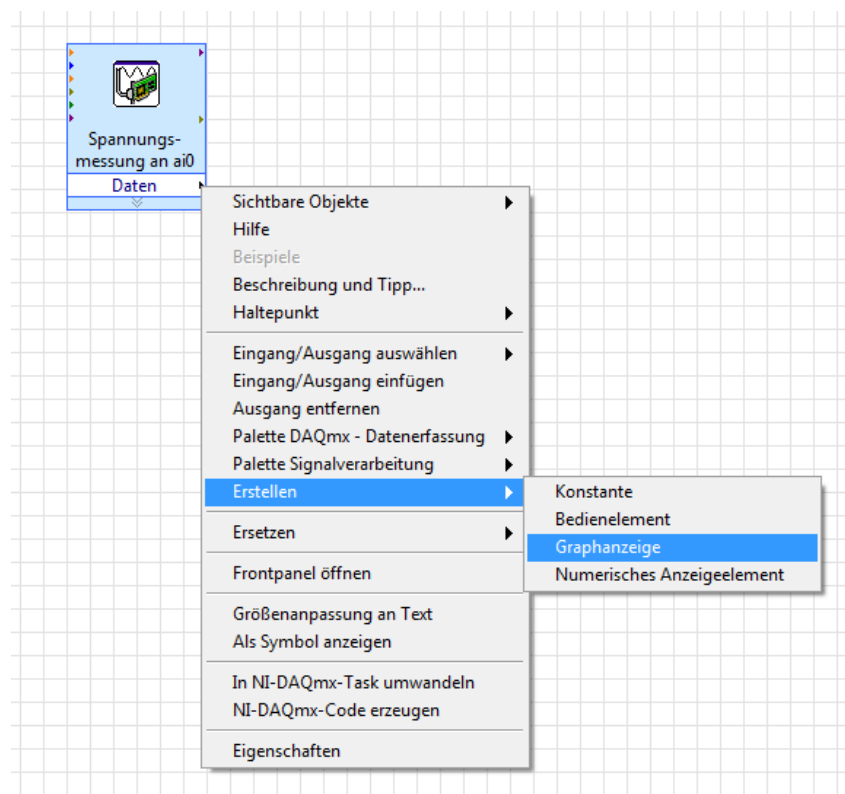 Spannungs-
messung an ai0
Daten
Sichtbare Objekte
Hilfe
Beispiele
Beschreibung und Tipp...
Haltepunkt
Eingang/Ausgang auswählen
Eingang/Ausgang einfügen
Ausgang entfernen
Palette DAQmx - Datenerfassung
Palette Signalverarbeitung
Erstellen
Konstante
Bedienelement
Graphanzeige
Numerisches Anzeigeelement
Ersetzen
Frontpanel öffnen
Größenanpassung an Text
Als Symbol anzeigen
In NI-DAQmx-Task umwandeln
NI-DAQmx-Code erzeugen
Eigenschaften